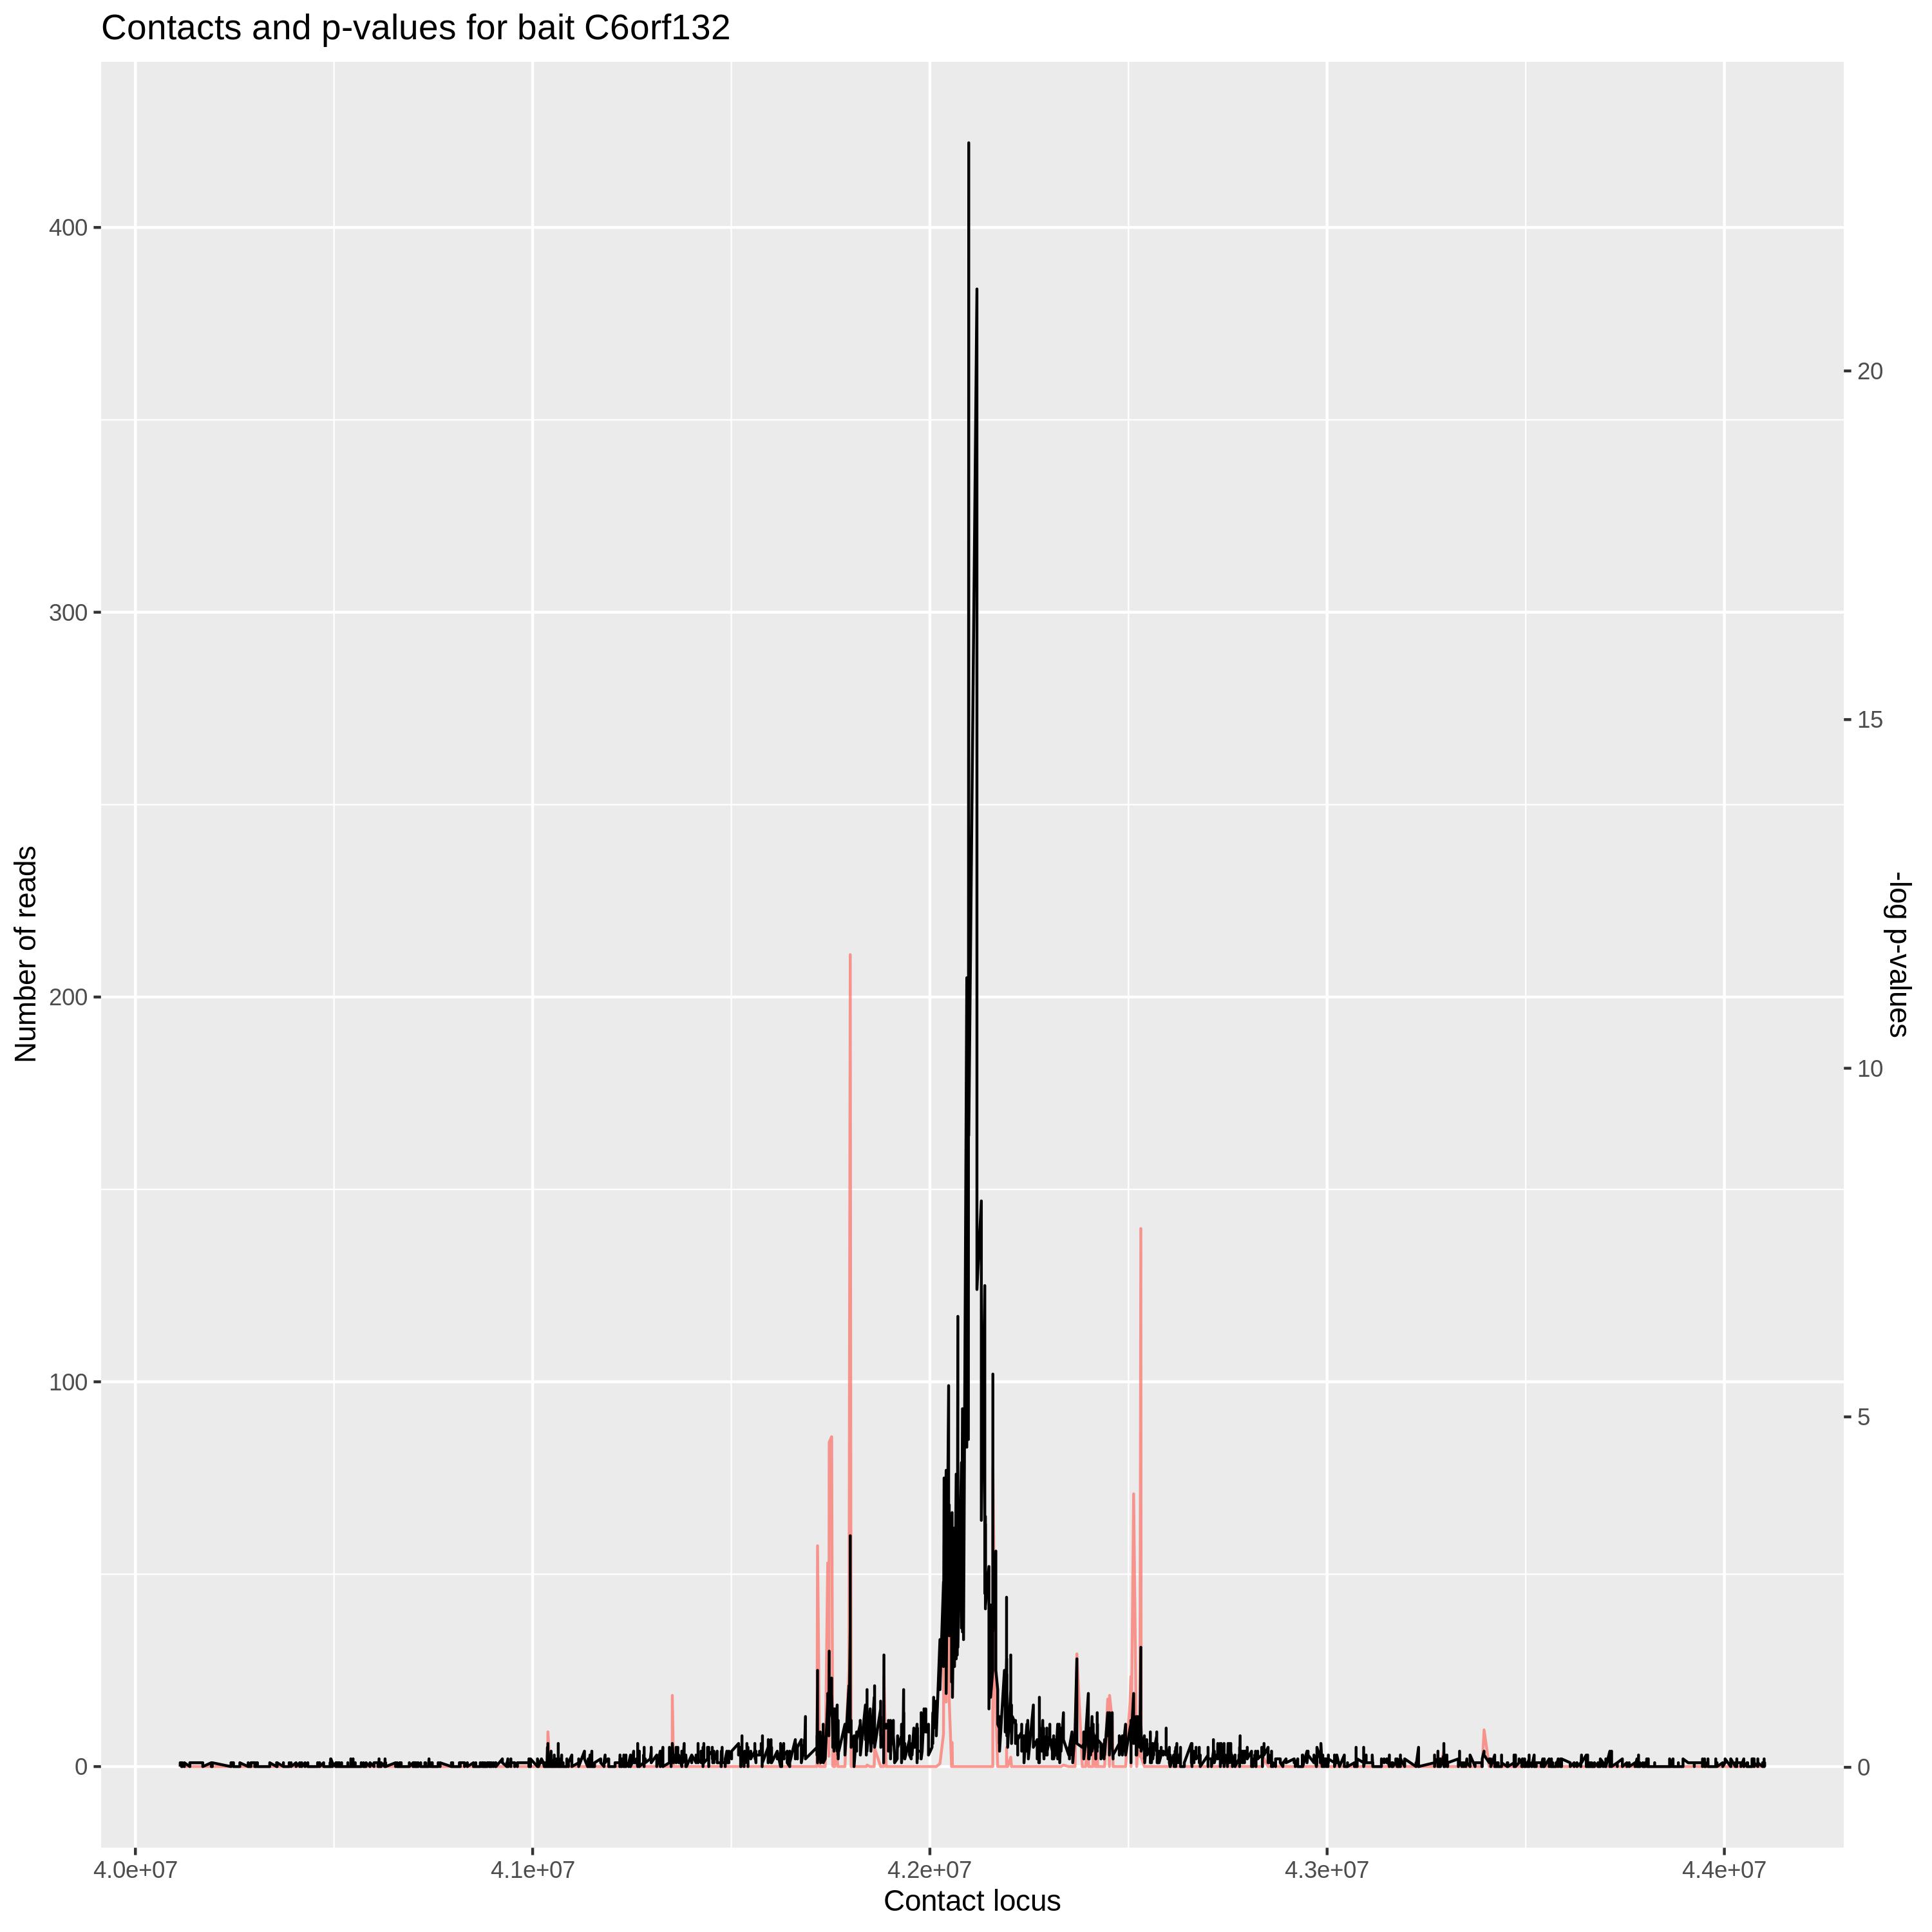 Contacts and p-values for bait C6orf132
400
300
200
100
0
Number of reads
20
15
10
5
0
-log p-values
4.0e+07 4.1e+07 4.2e+07 4.3e+07 4.4e+07
Contact locus